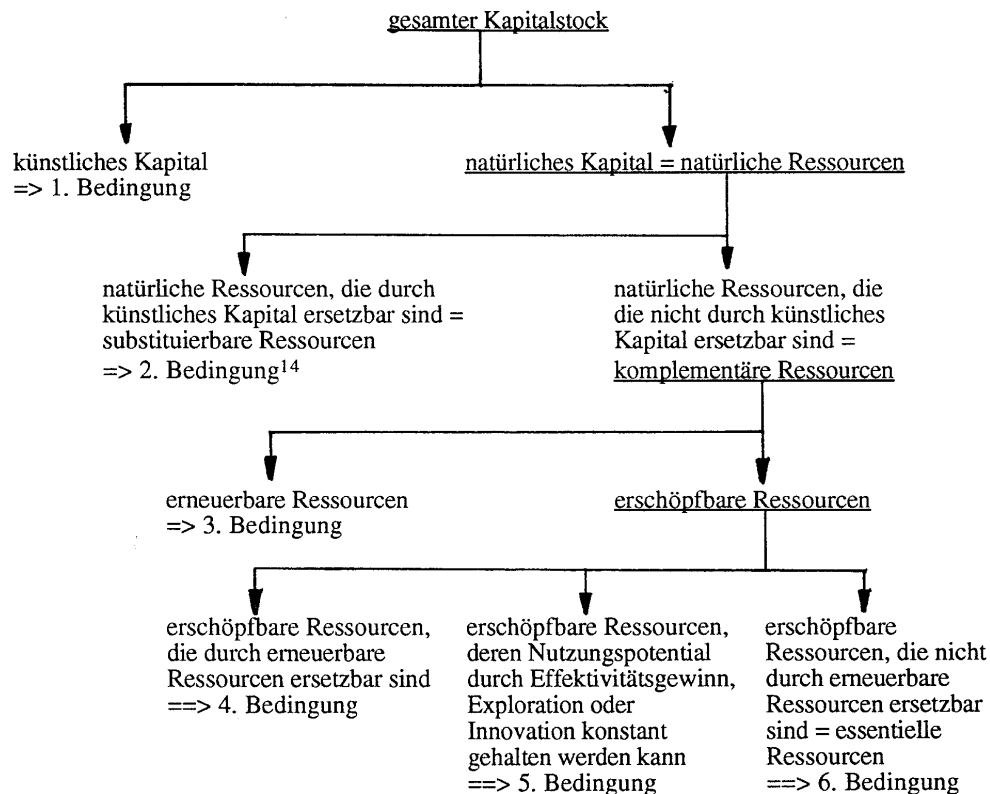 gesamter Kapitalstock
künstliches Kapital
=> 1. Bedingung
natürliches Kapital = natürliche Ressourcen
natürliche Ressourcen, die durch
künstliches Kapital ersetzbar sind =
substituierbare Ressourcen
=> 2. Bedingung14
natürliche Ressourcen, die
die nicht durch künstliches
Kapital ersetzbar sind =
komplementäre Ressourcen
erneuerbare Ressourcen
=> 3. Bedingung
erschöpfbare Ressourcen
erschöpfbare Ressourcen,
die durch erneuerbare
Ressourcen ersetzbar sind
==> 4. Bedingung
erschöpfbare Ressourcen,
deren Nutzungspotential
durch Effektivitätsgewinn,
Exploration oder
Innovation konstant
gehalten werden kann
==> 5. Bedingung
erschöpfbare
Ressourcen, die nicht
durch erneuerbare
Ressourcen ersetzbar
sind = essentielle
Ressourcen
==> 6. Bedingung